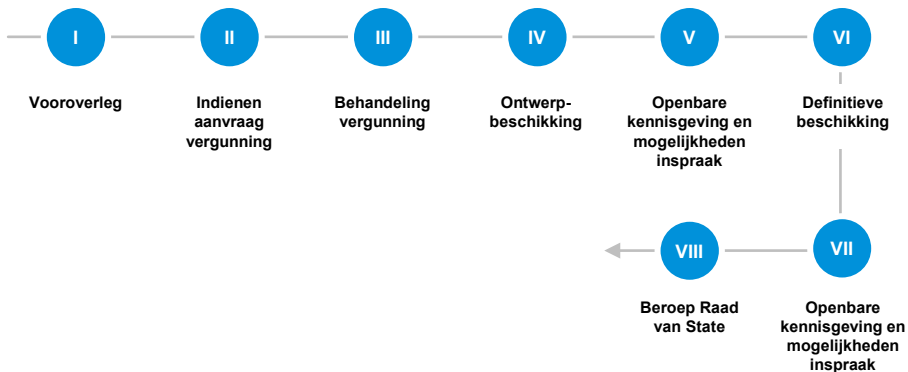 I
II
III
IV
V
VI
Vooroverleg
Indienen
aanvraag
vergunning
Behandeling
vergunning
Ontwerp-
beschikking
Openbare
kennisgeving en
mogelijkheden
inspraak
Definitieve
beschikking
VIII
VII
Beroep Raad
van State
Openbare
kennisgeving en
mogelijkheden
inspraak